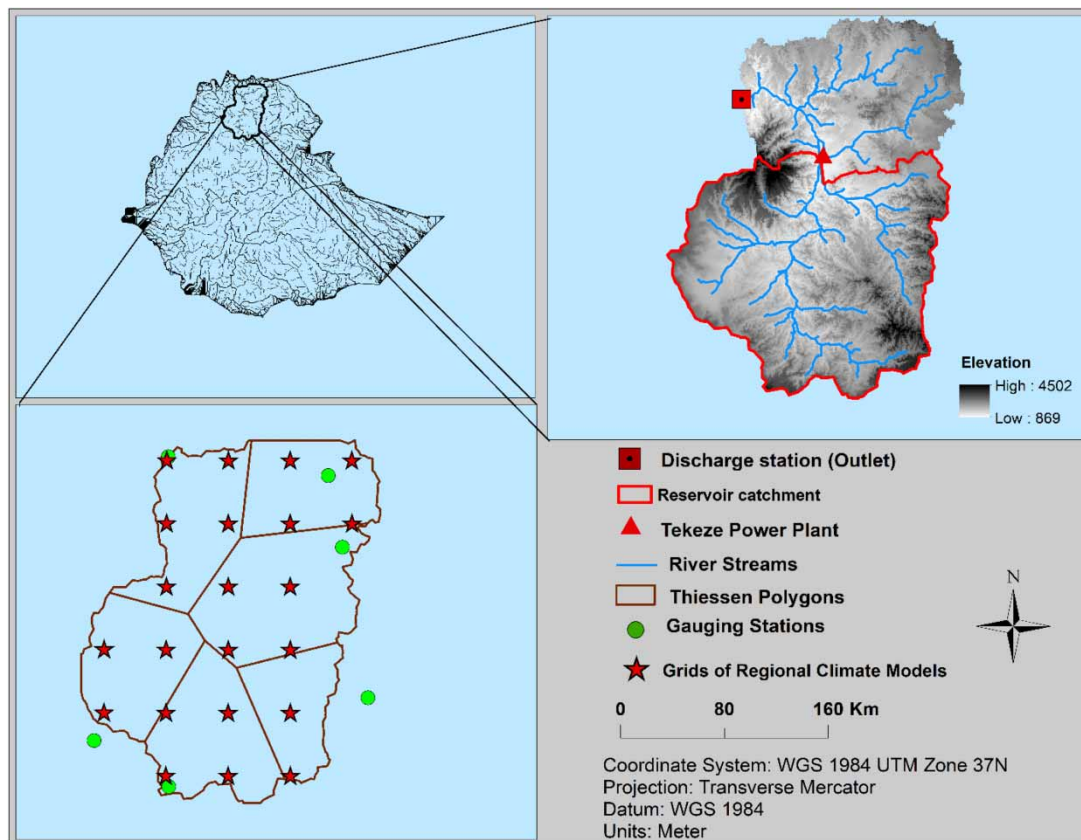 Elevation
High : 4502
Low : 869
Discharge station (Outlet)
Reservoir catchment
Tekeze Power Plant
River Streams
Thiessen Polygons
Gauging Stations
Grids of Regional Climate Models
N
0 80 160 Km
Coordinate System: WGS 1984 UTM Zone 37N
Projection: Transverse Mercator
Datum: WGS 1984
Units: Meter